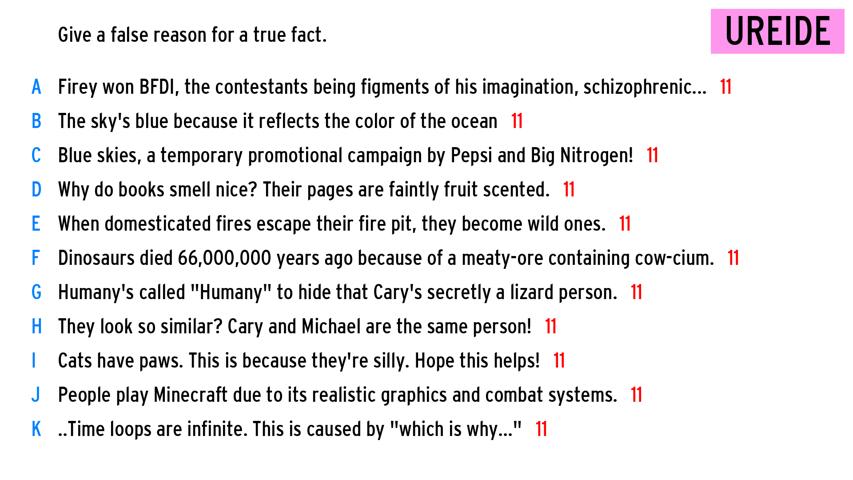 Give a false reason for a true fact.
UREIDE
A Firey won BFDI, the contestants being figments of his imagination, schizophrenic... 11
B The sky's blue because it reflects the color of the ocean 11
C Blue skies, a temporary promotional campaign by Pepsi and Big Nitrogen! 11
D Why do books smell nice? Their pages are faintly fruit scented. 11
E When domesticated fires escape their fire pit, they become wild ones. 11
F Dinosaurs died 66,000,000 years ago because of a meaty-ore containing cow-cium. 11
G Humany's called "Humany" to hide that Cary's secretly a lizard person. 11
H They look so similar? Cary and Michael are the same person! 11
I Cats have paws. This is because they're silly. Hope this helps! 11
J People play Minecraft due to its realistic graphics and combat systems. 11
K ..Time loops are infinite. This is caused by "which is why..." 11